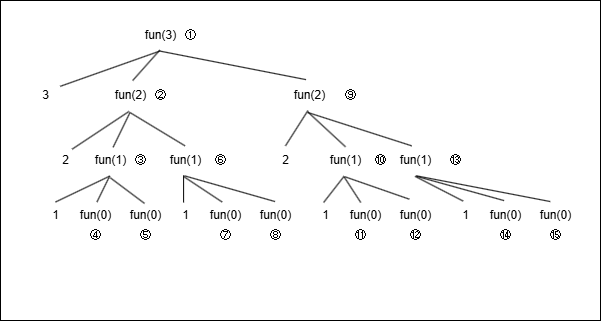 fun(3) ①
3 fun(2) ② fun(2) ⑨
2 fun(1) ③ fun(1) ⑥ 2 fun(1) ⑩ fun(1) ⑬
1 fun(0) fun(0) 1 fun(0) fun(0) 1 fun(0) fun(0) 1 fun(0) fun(0)
④ ⑤ ⑦ ⑧ ⑪ ⑫ ⑭ ⑮